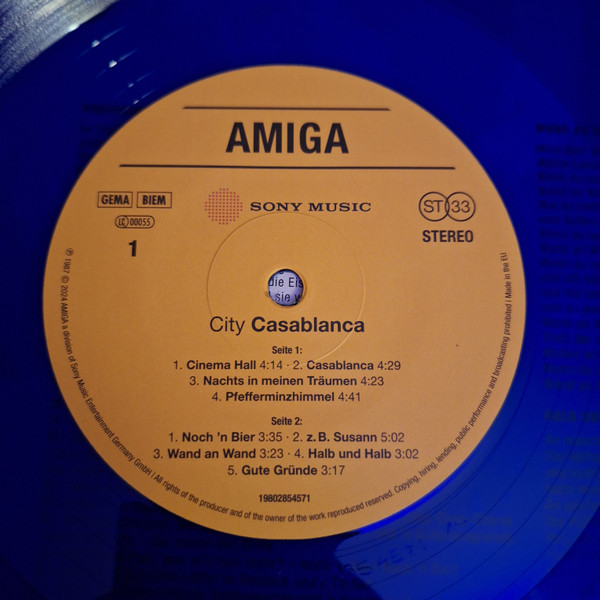 AMIGA
GEMA BIEM
LC 00055
SONY MUSIC
ST 33
1
STEREO
die Eis
sie
City Casablanca
Seite 1:
1. Cinema Hall 4:14 · 2. Casablanca 4:29
3. Nachts in meinen Träumen 4:23
4. Pfefferminzhimmel 4:41
Seite 2:
1. Noch 'n Bier 3:35 · 2. z. B. Susann 5:02
3. Wand an Wand 3:23 · 4. Halb und Halb 3:02
5. Gute Gründe 3:17
19802854571
℗ 1987 © 2024 AMIGA a division of Sony Music Entertainment Germany GmbH | All rights of the producer and of the owner of the work reproduced reserved. Copying, hiring, lending, public performance and broadcasting prohibited | Made in the EU